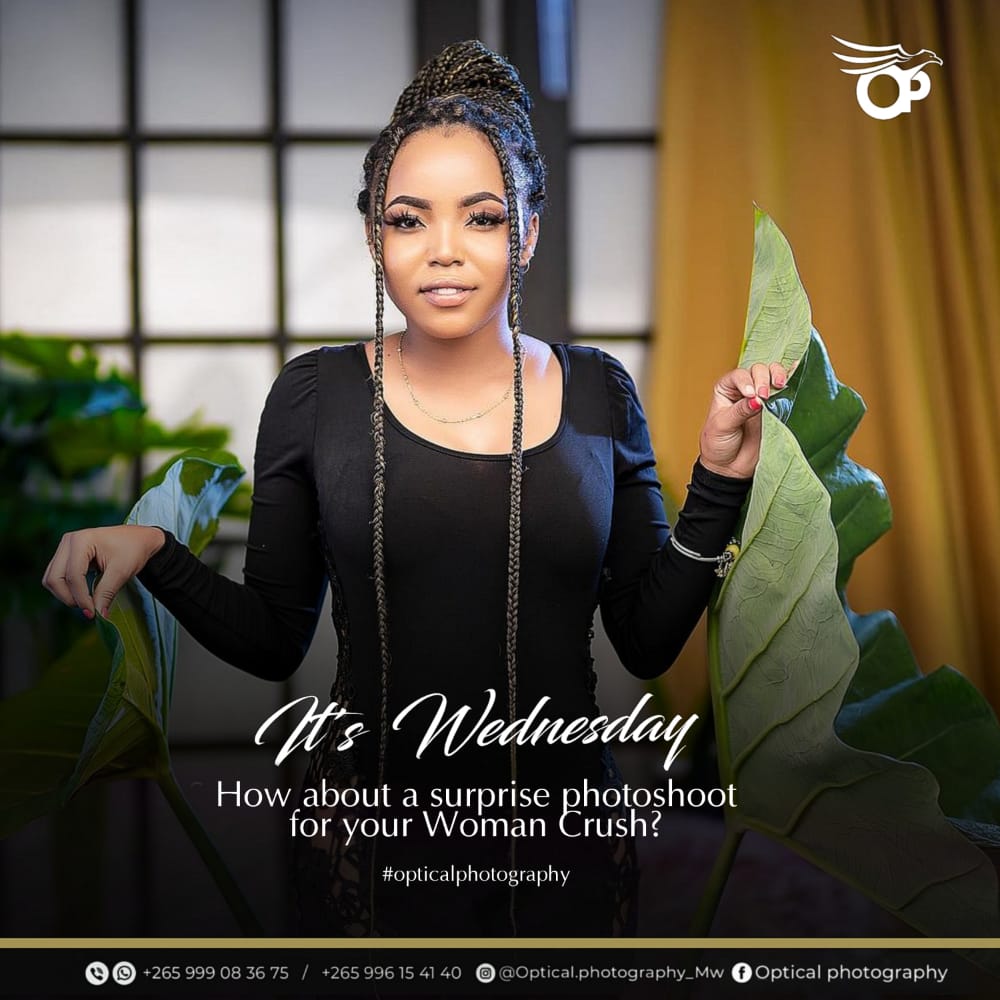 OP
It's Wednesday
How about a surprise photoshoot
for your Woman Crush?
#opticalphotography
+265 999 08 36 75 / +265 996 15 41 40 @Optical.photography_Mw Optical photography